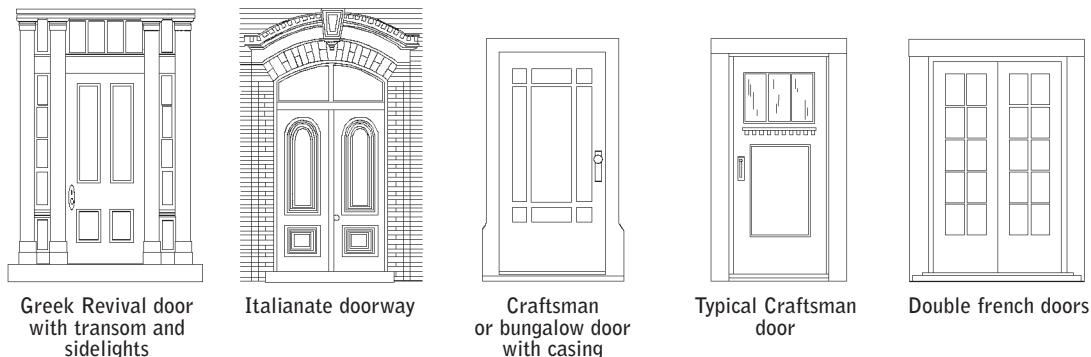 Greek Revival door
with transom and
sidelights
Italianate doorway
Craftsman
or bungalow door
with casing
Typical Craftsman
door
Double french doors